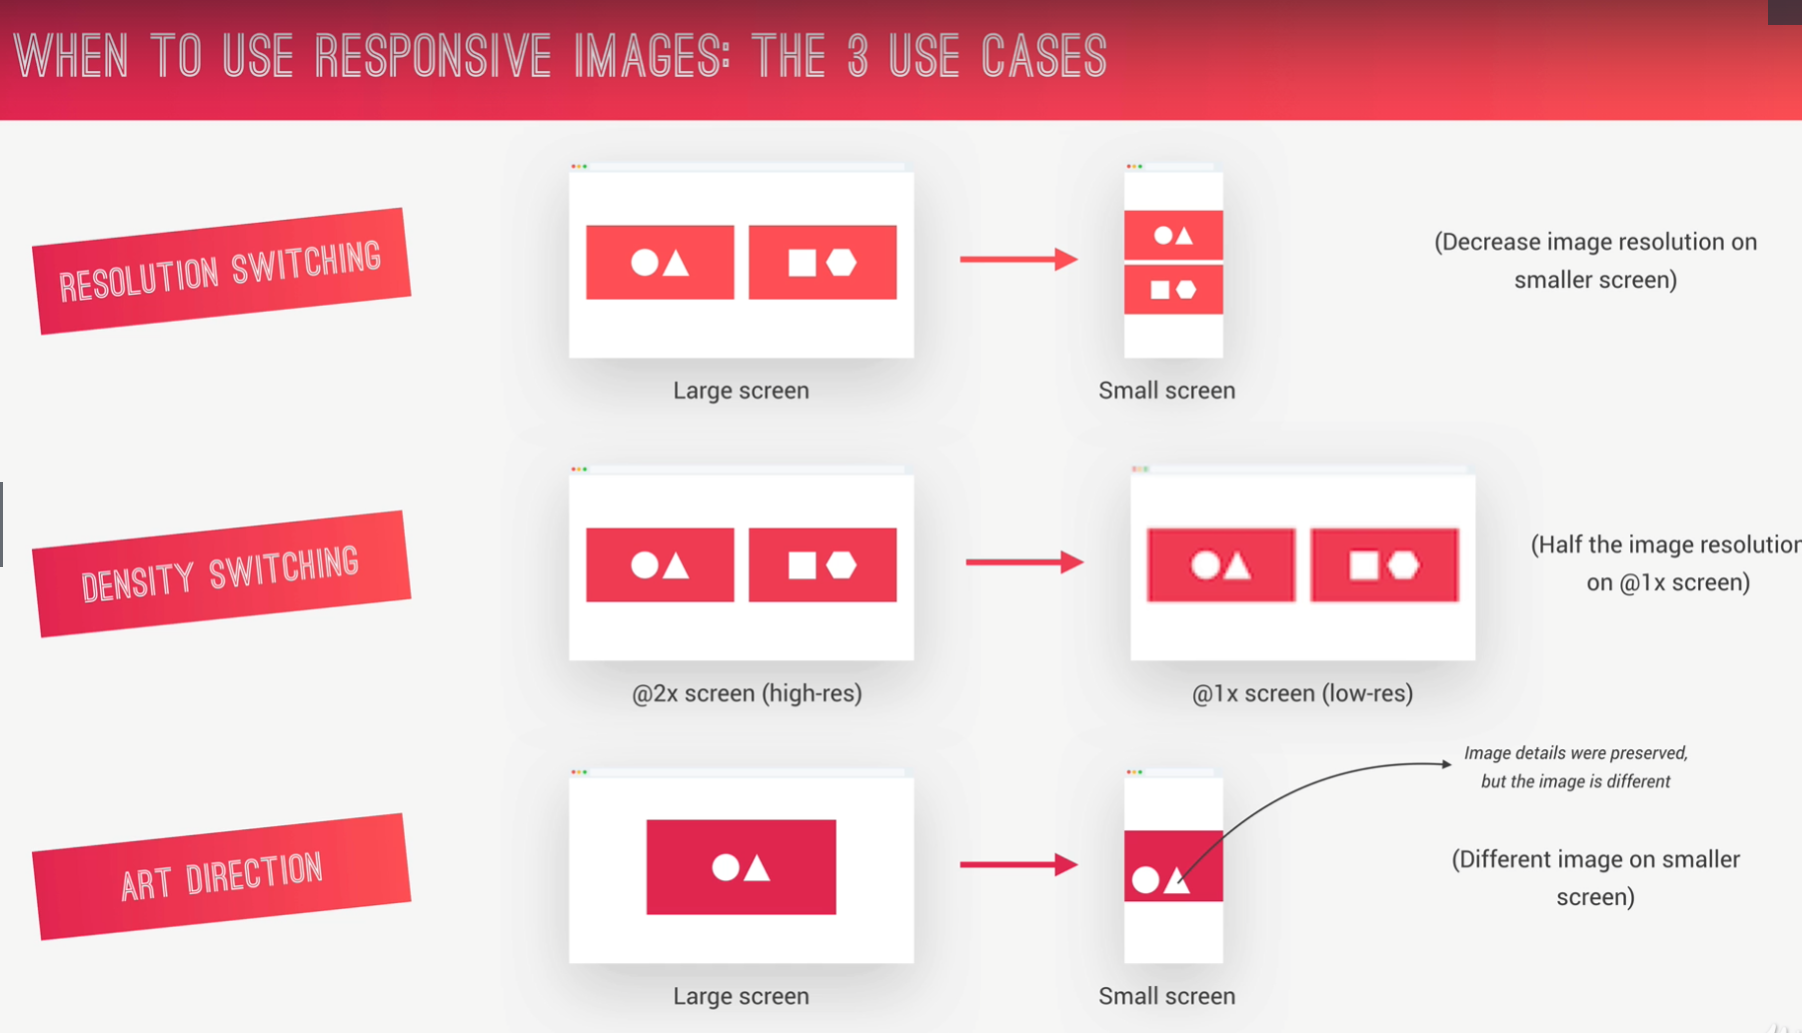 WHEN TO USE RESPONSIVE IMAGES: THE 3 USE CASES
RESOLUTION SWITCHING
Large screen
Small screen
(Decrease image resolution on
smaller screen)
DENSITY SWITCHING
@2x screen (high-res)
@1x screen (low-res)
(Half the image resolution
on @1x screen)
ART DIRECTION
Large screen
Small screen
Image details were preserved,
but the image is different
(Different image on smaller
screen)